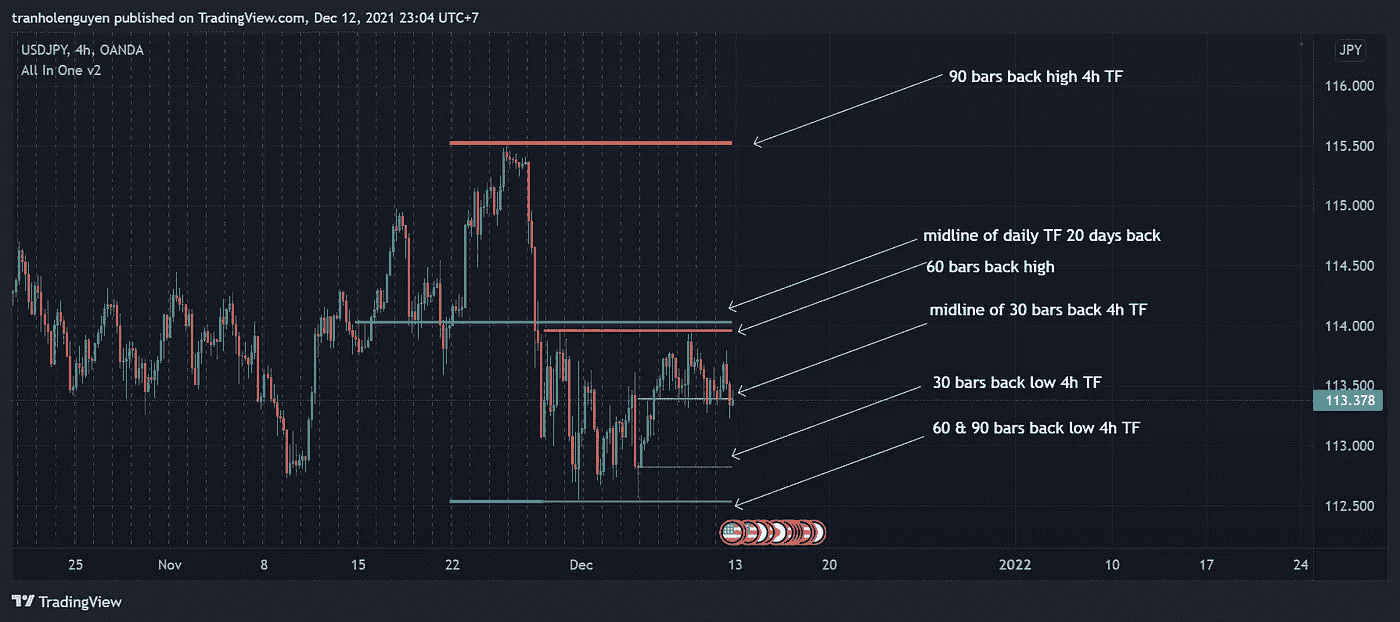 tranholenguyen published on TradingView.com, Dec 12, 2021 23:04 UTC+7
USDJPY, 4h, OANDA
All In One v2
JPY
90 bars back high 4h TF
116.000
115.500
115.000
midline of daily TF 20 days back
60 bars back high
114.500
midline of 30 bars back 4h TF
114.000
30 bars back low 4h TF
113.500
113.378
60 & 90 bars back low 4h TF
113.000
112.500
25 Nov 8 15 22 Dec 13 20 2022 10 17 24
TradingView